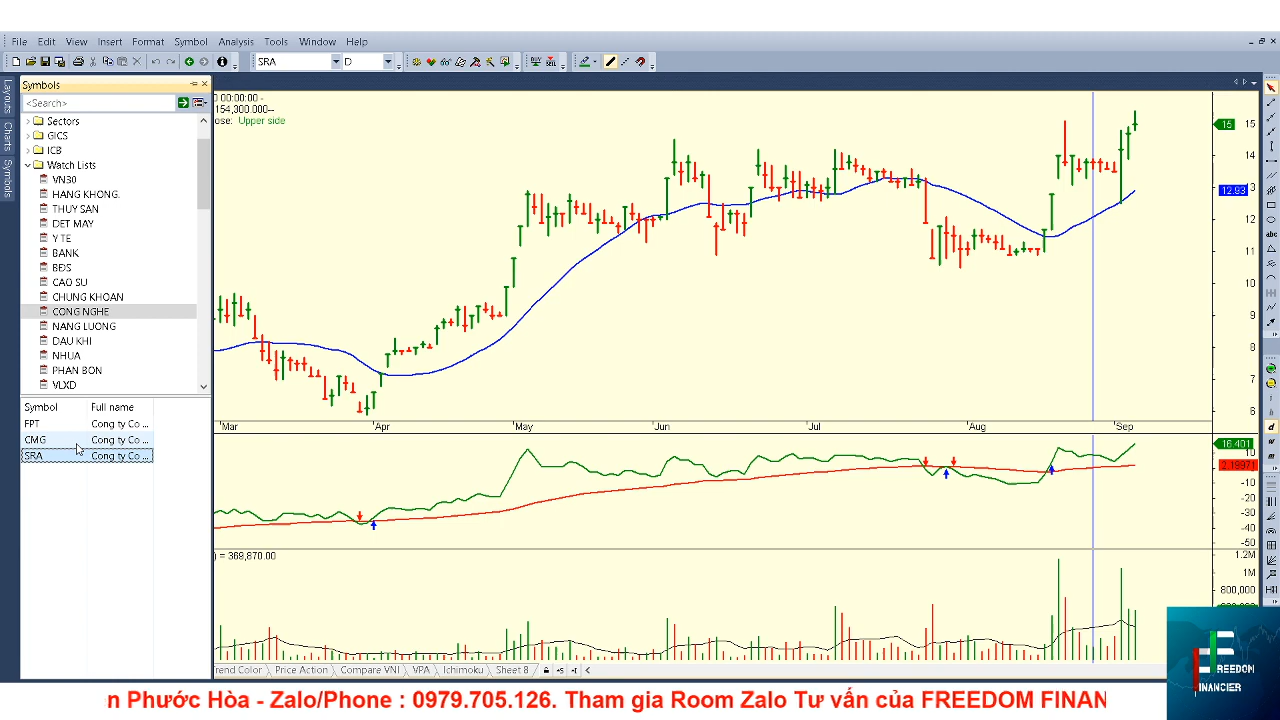 File Edit View Insert Format Symbol Analysis Tools Window Help
SRA D
Symbols
<Search>
Sectors
GICS
ICB
Watch Lists
VN30
HANG KHONG.
THUY SAN
DET MAY
Y TE
BANK
BĐS
CAO SU
CHUNG KHOAN
CONG NGHE
NANG LUONG
DAU KHI
NHUA
PHAN BON
VLXD
Symbol Full name
FPT Cong ty Co ...
CMG Cong ty Co ...
SRA Cong ty Co ...
Layouts
Charts
Symbols
0 00:00:00 -
154,300.000--
ose: Upper side
15 15
14
12.93 3
12
11
10
9
8
7
6
Mar Apr May Jun Jul Aug Sep
16.401
2.19971
-10
-20
-30
-40
-50
) = 369,870.00
1.2M
1M
800,000
rend Color Price Action Compare VNI VPA Ichimoku Sheet 8
FREEDOM
FINANCIER
n Phước Hòa - Zalo/Phone : 0979.705.126. Tham gia Room Zalo Tư vấn của FREEDOM FINAN